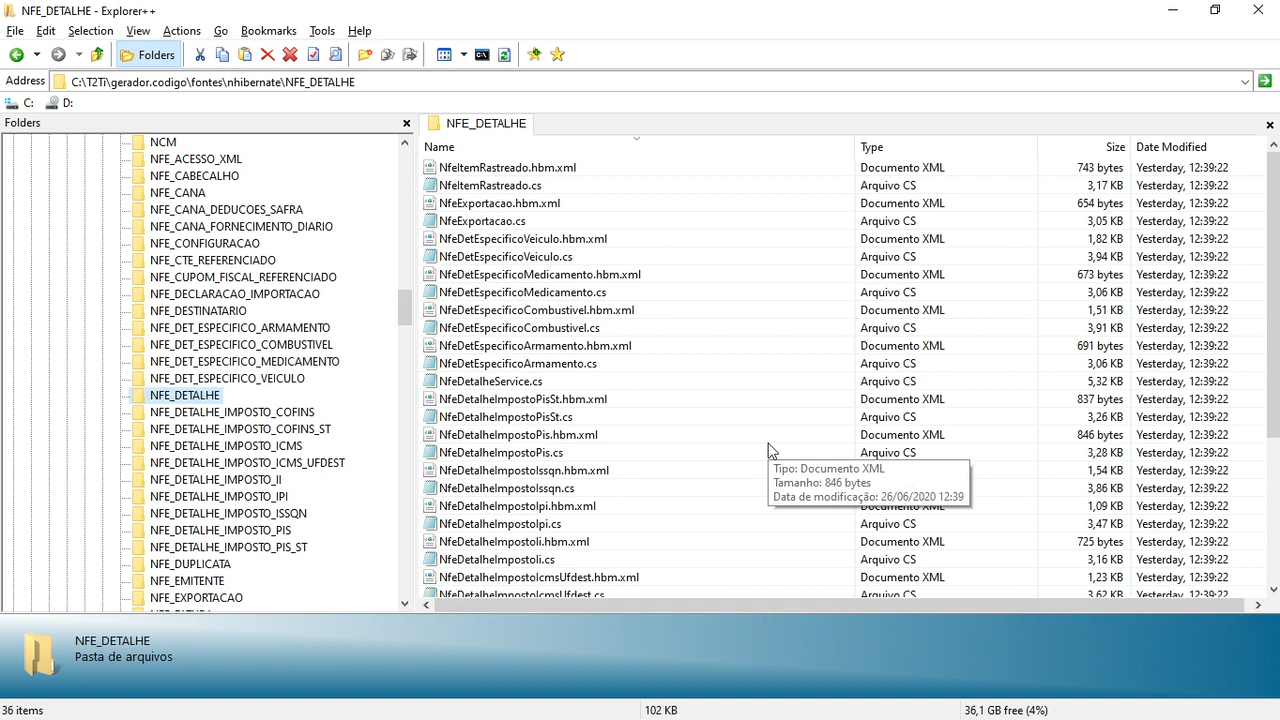 NFE_DETALHE - Explorer++
File Edit Selection View Actions Go Bookmarks Tools Help
Folders
Address C:\T2Ti\gerador.codigo\fontes\nhibernate\NFE_DETALHE
C: D:
Folders
NCM
NFE_ACESSO_XML
NFE_CABECALHO
NFE_CANA
NFE_CANA_DEDUCOES_SAFRA
NFE_CANA_FORNECIMENTO_DIARIO
NFE_CONFIGURACAO
NFE_CTE_REFERENCIADO
NFE_CUPOM_FISCAL_REFERENCIADO
NFE_DECLARACAO_IMPORTACAO
NFE_DESTINATARIO
NFE_DET_ESPECIFICO_ARMAMENTO
NFE_DET_ESPECIFICO_COMBUSTIVEL
NFE_DET_ESPECIFICO_MEDICAMENTO
NFE_DET_ESPECIFICO_VEICULO
NFE_DETALHE
NFE_DETALHE_IMPOSTO_COFINS
NFE_DETALHE_IMPOSTO_COFINS_ST
NFE_DETALHE_IMPOSTO_ICMS
NFE_DETALHE_IMPOSTO_ICMS_UFDEST
NFE_DETALHE_IMPOSTO_II
NFE_DETALHE_IMPOSTO_IPI
NFE_DETALHE_IMPOSTO_ISSQN
NFE_DETALHE_IMPOSTO_PIS
NFE_DETALHE_IMPOSTO_PIS_ST
NFE_DUPLICATA
NFE_EMITENTE
NFE_EXPORTACAO
NFE_DETALHE
Name Type Size Date Modified
NfeItemRastreado.hbm.xml Documento XML 743 bytes Yesterday, 12:39:22
NfeItemRastreado.cs Arquivo CS 3,17 KB Yesterday, 12:39:22
NfeExportacao.hbm.xml Documento XML 654 bytes Yesterday, 12:39:22
NfeExportacao.cs Arquivo CS 3,05 KB Yesterday, 12:39:22
NfeDetEspecificoVeiculo.hbm.xml Documento XML 1,82 KB Yesterday, 12:39:22
NfeDetEspecificoVeiculo.cs Arquivo CS 3,94 KB Yesterday, 12:39:22
NfeDetEspecificoMedicamento.hbm.xml Documento XML 673 bytes Yesterday, 12:39:22
NfeDetEspecificoMedicamento.cs Arquivo CS 3,06 KB Yesterday, 12:39:22
NfeDetEspecificoCombustivel.hbm.xml Documento XML 1,51 KB Yesterday, 12:39:22
NfeDetEspecificoCombustivel.cs Arquivo CS 3,91 KB Yesterday, 12:39:22
NfeDetEspecificoArmamento.hbm.xml Documento XML 691 bytes Yesterday, 12:39:22
NfeDetEspecificoArmamento.cs Arquivo CS 3,06 KB Yesterday, 12:39:22
NfeDetalheService.cs Arquivo CS 5,32 KB Yesterday, 12:39:22
NfeDetalheImpostoPisSt.hbm.xml Documento XML 837 bytes Yesterday, 12:39:22
NfeDetalheImpostoPisSt.cs Arquivo CS 3,26 KB Yesterday, 12:39:22
NfeDetalheImpostoPis.hbm.xml Documento XML 846 bytes Yesterday, 12:39:22
NfeDetalheImpostoPis.cs Arquivo CS 3,28 KB Yesterday, 12:39:22
NfeDetalheImpostoIssqn.hbm.xml 1,54 KB Yesterday, 12:39:22
NfeDetalheImpostoIssqn.cs 3,86 KB Yesterday, 12:39:22
NfeDetalheImpostoIpi.hbm.xml Documento XML 1,09 KB Yesterday, 12:39:22
NfeDetalheImpostoIpi.cs Arquivo CS 3,47 KB Yesterday, 12:39:22
NfeDetalheImpostoIi.hbm.xml Documento XML 725 bytes Yesterday, 12:39:22
NfeDetalheImpostoIi.cs Arquivo CS 3,16 KB Yesterday, 12:39:22
NfeDetalheImpostoIcmsUfdest.hbm.xml Documento XML 1,23 KB Yesterday, 12:39:22
NfeDetalheImpostoIcmsUfdest.cs Arquivo CS 3,62 KB Yesterday, 12:39:22
Tipo: Documento XML
Tamanho: 846 bytes
Data de modificação: 26/06/2020 12:39
NFE_DETALHE
Pasta de arquivos
36 items 102 KB 36,1 GB free (4%)